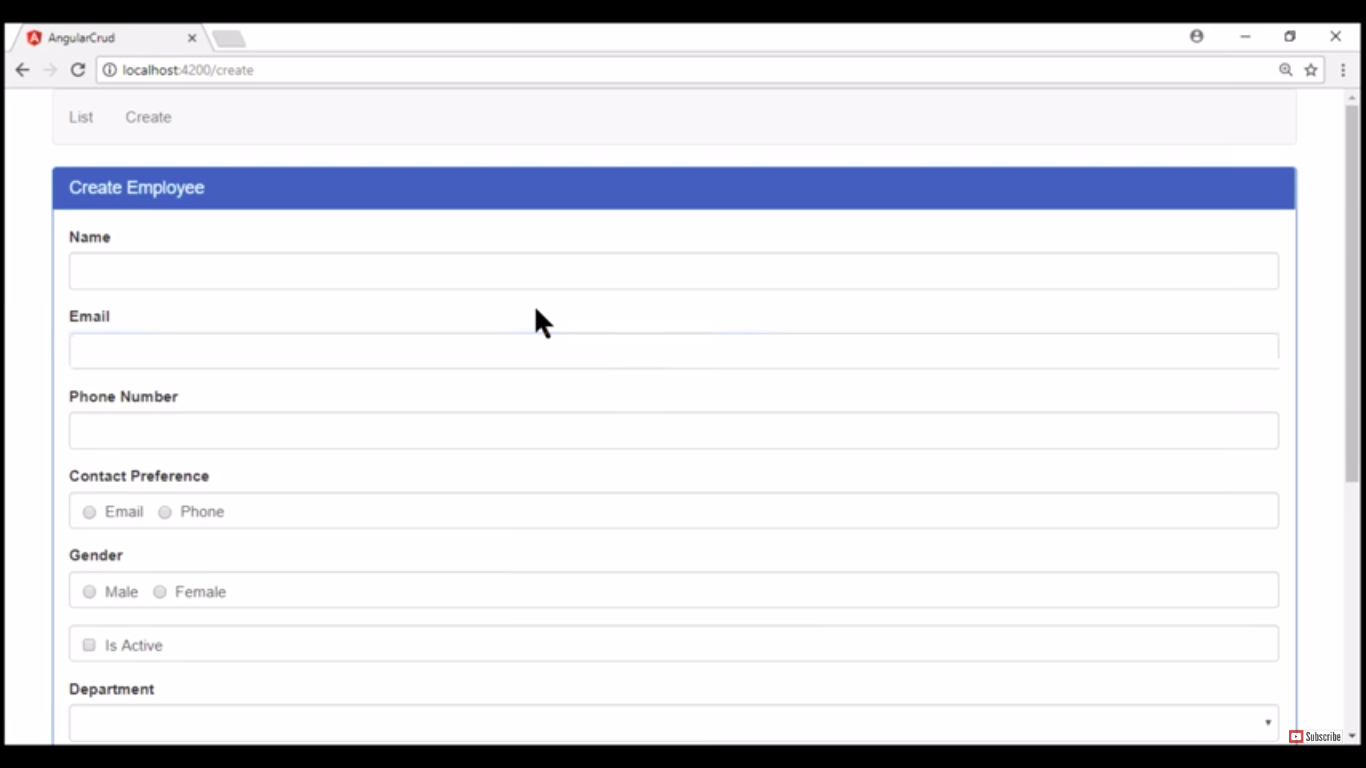 AngularCrud
localhost:4200/create
List Create
Create Employee
Name
Email
Phone Number
Contact Preference
Email Phone
Gender
Male Female
Is Active
Department
Subscribe